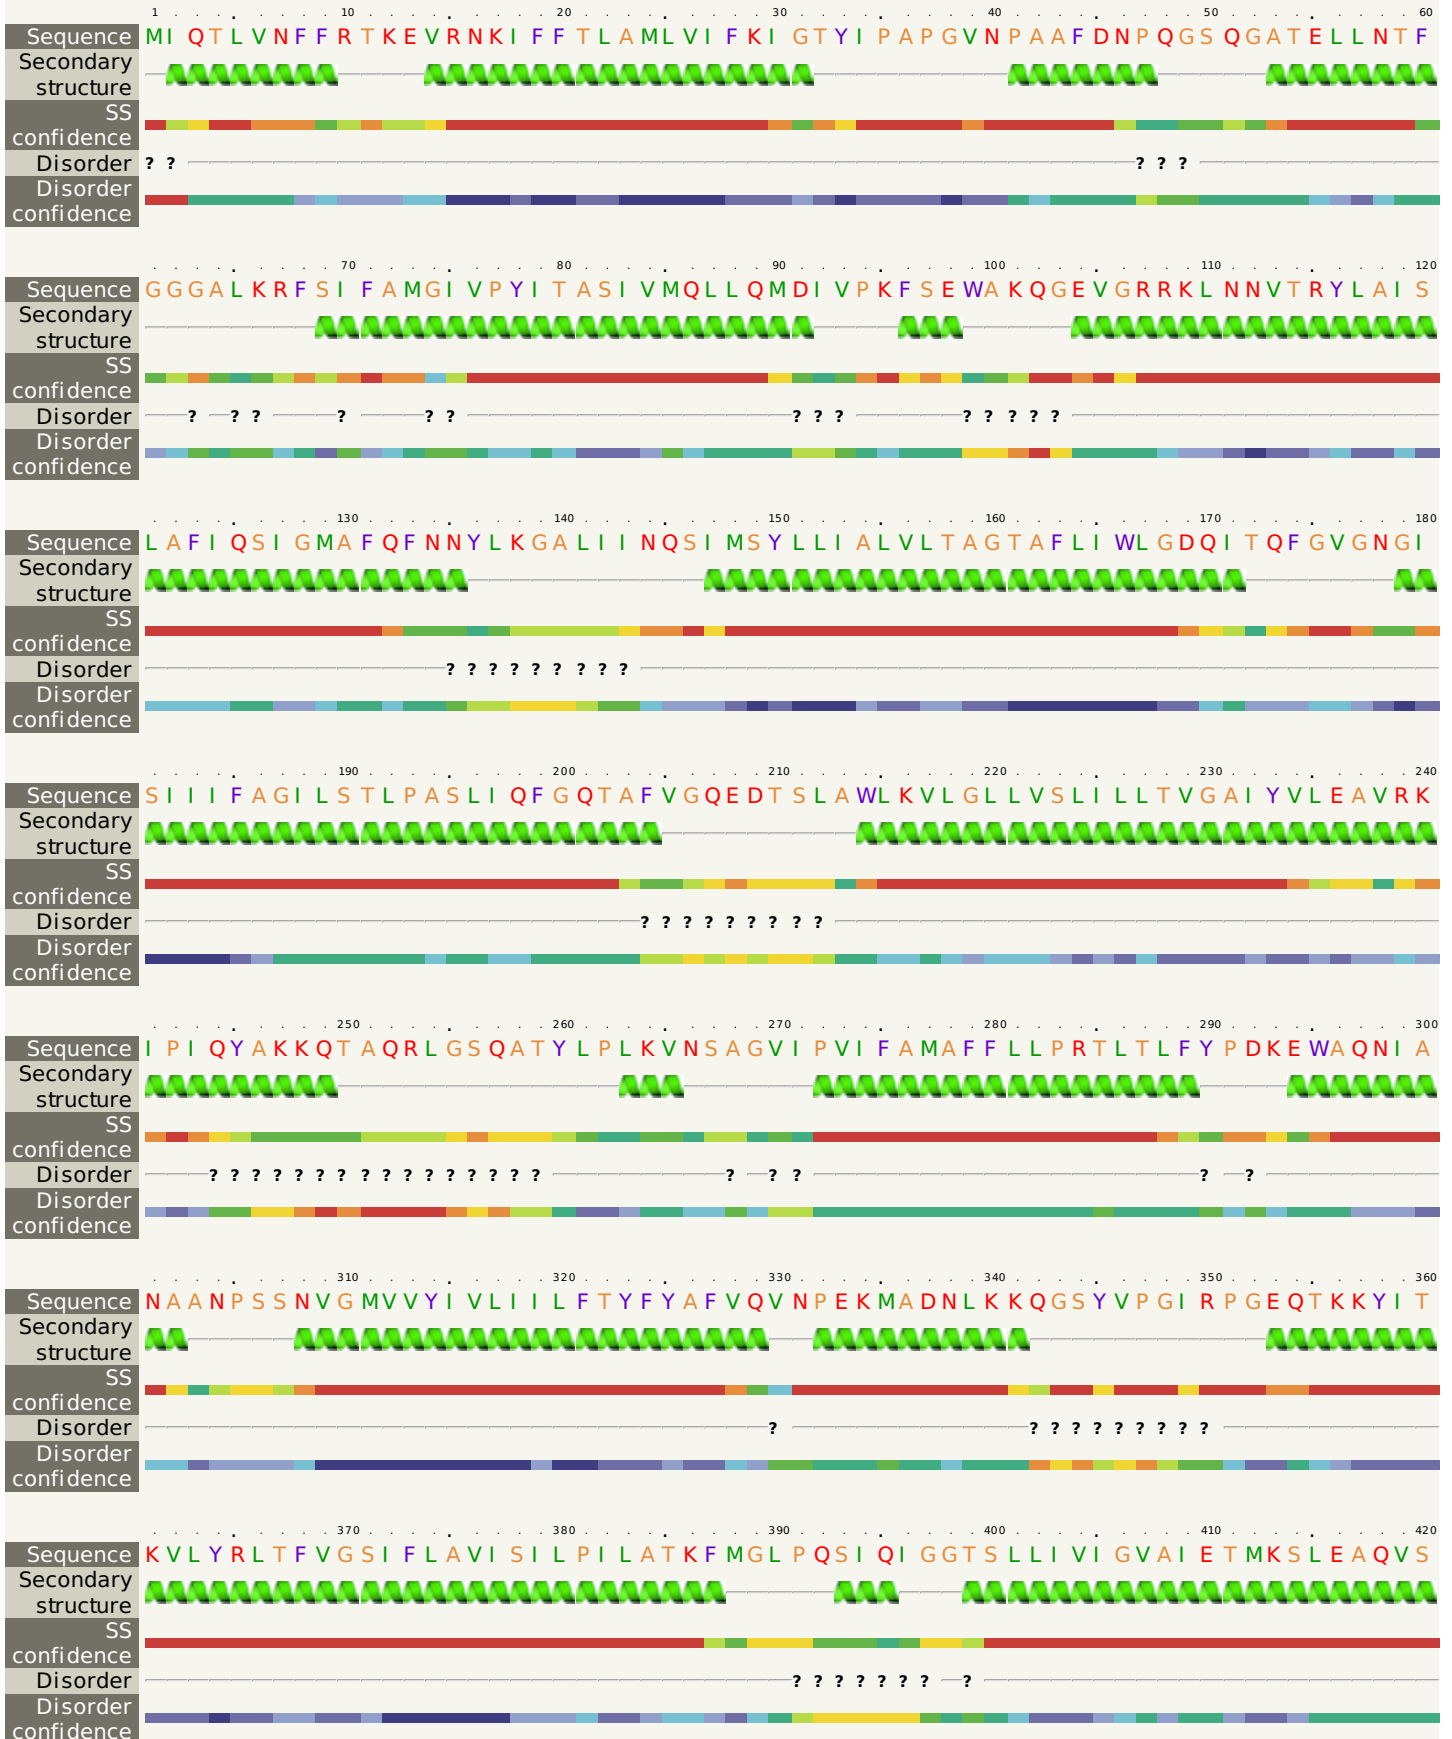 1 . . . . . . . . 10 . . . . . . . . . 20 . . . . . . . . . 30 . . . . . . . . . 40 . . . . . . . . . 50 . . . . . . . . . 60
Sequence MIQTLVNFFRTKEVRNKIFFTLAMLVIFKIGTYIPAPGVNPAAFDNPQGSQGATELLNTF
Secondary
structure
SS
confidence
Disorder ? ? ? ? ?
Disorder
confidence
. . . . . . . . . 70 . . . . . . . . . 80 . . . . . . . . . 90 . . . . . . . . . 100 . . . . . . . . . 110 . . . . . . . . . 120
Sequence GGGALKRFSIFAMGIVPYITASIVMQLLQMDIVPKFSEWAKQGEVGRRKLNNVTRYLAIS
Secondary
structure
SS
confidence
Disorder ? ? ? ? ? ? ? ? ? ? ? ? ? ?
Disorder
confidence
. . . . . . . . . 130 . . . . . . . . . 140 . . . . . . . . . 150 . . . . . . . . . 160 . . . . . . . . . 170 . . . . . . . . . 180
Sequence LAFIQSIGMAFQFNNYLKGALIINQSIMSYLLIALVLTAGTAFLIWLGDQITQFGVGNGI
Secondary
structure
SS
confidence
Disorder ? ? ? ? ? ? ? ? ?
Disorder
confidence
. . . . . . . . . 190 . . . . . . . . . 200 . . . . . . . . . 210 . . . . . . . . . 220 . . . . . . . . . 230 . . . . . . . . . 240
Sequence SIIIFAGILSTLPASLIQFGQTAFVGQEDTSLAWLKVLGLLVSLILLTVGAIYVLEAVRK
Secondary
structure
SS
confidence
Disorder ? ? ? ? ? ? ? ? ?
Disorder
confidence
. . . . . . . . . 250 . . . . . . . . . 260 . . . . . . . . . 270 . . . . . . . . . 280 . . . . . . . . . 290 . . . . . . . . . 300
Sequence IPIQYAKKQTAQRLGSQATYLPLKVNSAGVIPVIFAMAFFLLPRTLTLFYPDKEWAQNIA
Secondary
structure
SS
confidence
Disorder ? ? ? ? ? ? ? ? ? ? ? ? ? ? ? ? ? ? ? ? ?
Disorder
confidence
. . . . . . . . . 310 . . . . . . . . . 320 . . . . . . . . . 330 . . . . . . . . . 340 . . . . . . . . . 350 . . . . . . . . . 360
Sequence NAANPSSNVGMVVYIVLIILFTYFYAFVQVNPEKMADNLKKQGSYVPGIRPGEQTKKYIT
Secondary
structure
SS
confidence
Disorder ? ? ? ? ? ? ? ? ? ?
Disorder
confidence
. . . . . . . . . 370 . . . . . . . . . 380 . . . . . . . . . 390 . . . . . . . . . 400 . . . . . . . . . 410 . . . . . . . . . 420
Sequence KVLYRLTFVGSIFLAVISILPILATKFMGLPQSIQIGGTSLLIVIGVAIETMKSLEAQVS
Secondary
structure
SS
confidence
Disorder ? ? ? ? ? ? ? ?
Disorder
confidence